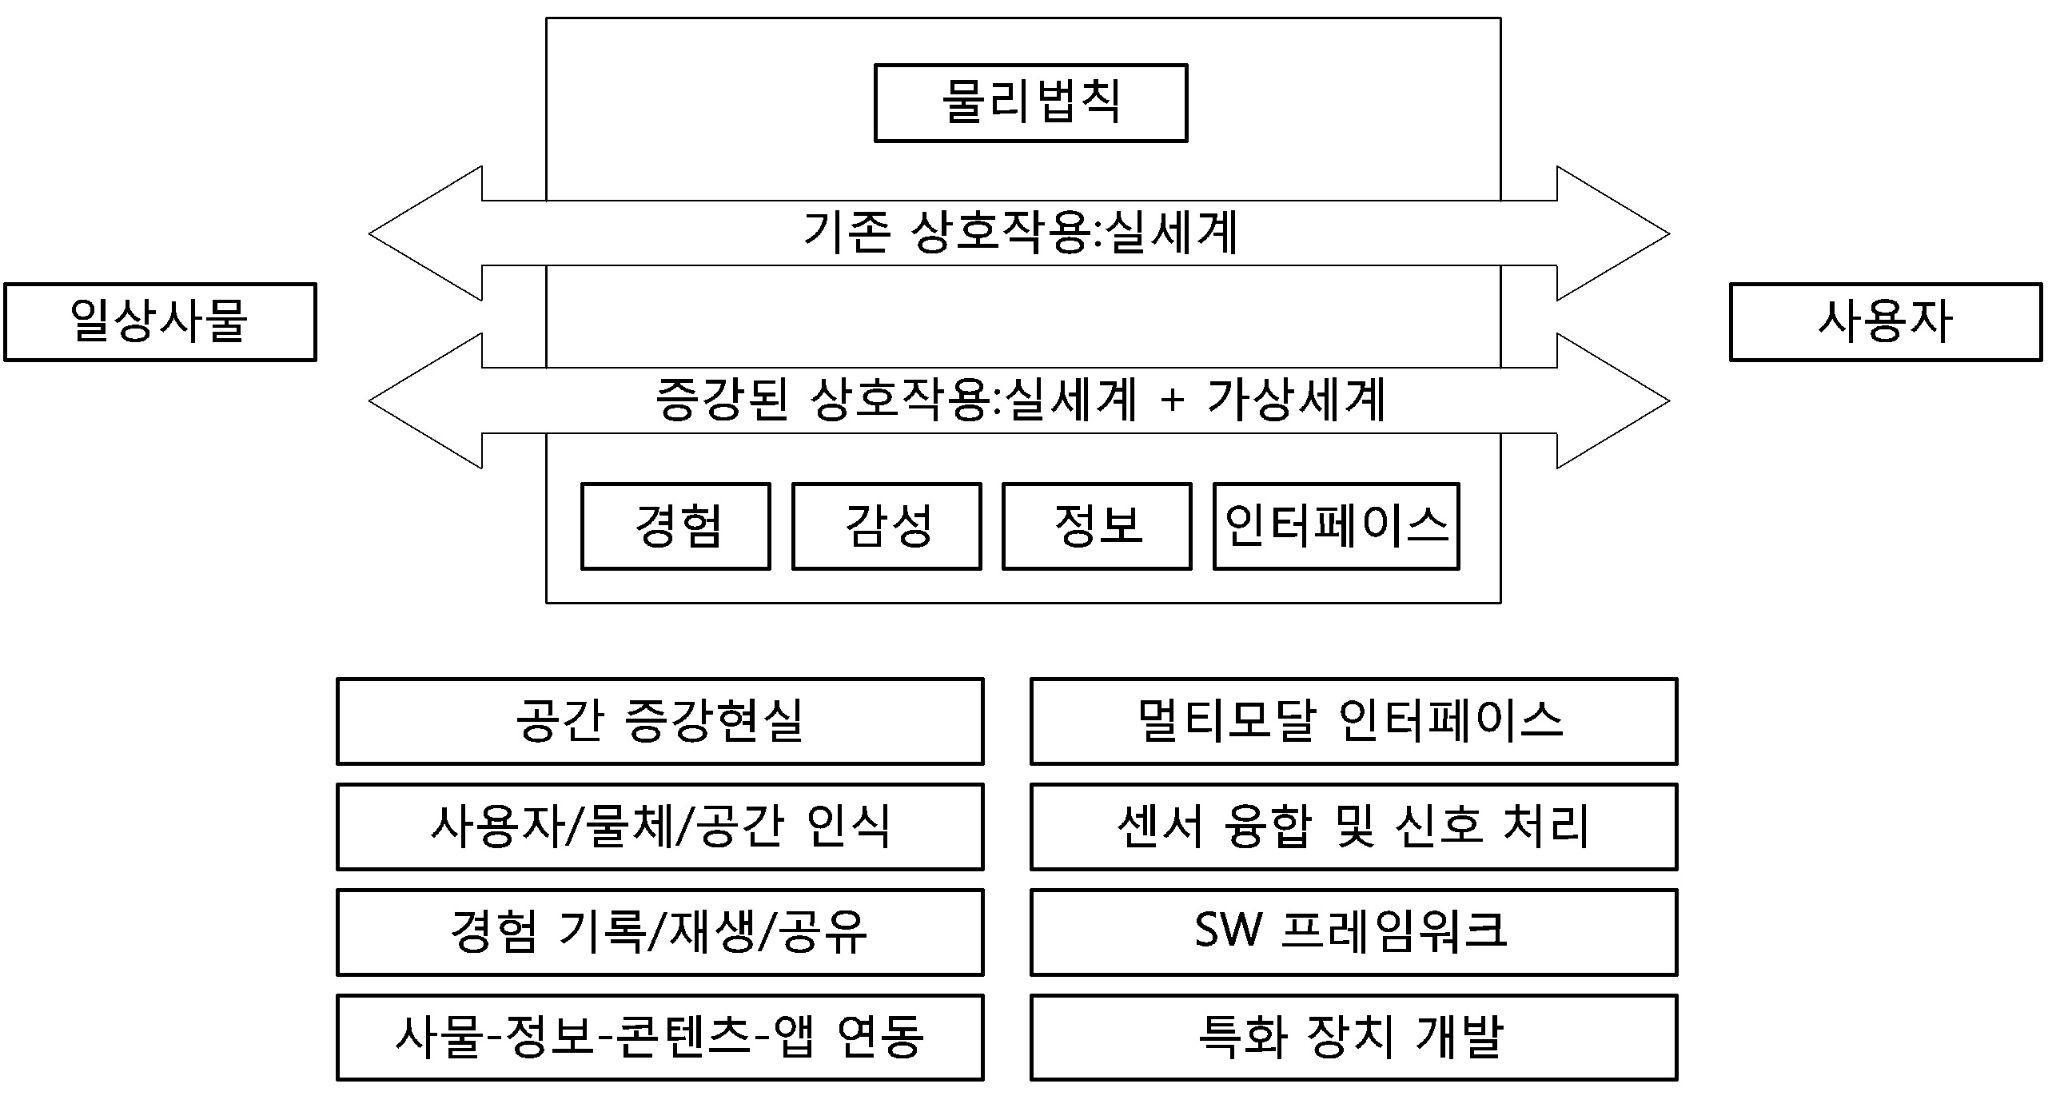 물리법칙
기존 상호작용:실세계
일상사물
사용자
증강된 상호작용:실세계 + 가상세계
경험
감성
정보
인터페이스
공간 증강현실
멀티모달 인터페이스
사용자/물체/공간 인식
센서 융합 및 신호 처리
경험 기록/재생/공유
SW 프레임워크
사물-정보-콘텐츠-앱 연동
특화 장치 개발